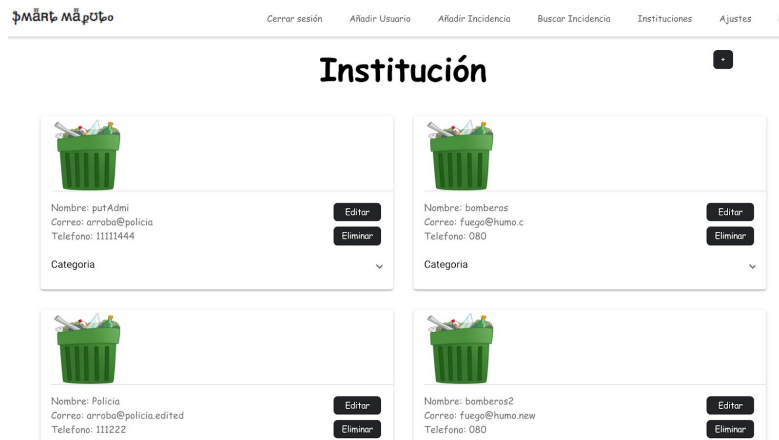 Smart Maputo
Cerrar sesión Añadir Usuario Añadir Incidencia Buscar Incidencia Instituciones Ajustes
Institución
+
Nombre: putAdmi
Correo: arroba@policia
Telefono: 11111444
Editar
Eliminar
Categoria
Nombre: bomberos
Correo: fuego@humo.c
Telefono: 080
Editar
Eliminar
Categoria
Nombre: Policia
Correo: arroba@policia.edited
Telefono: 111222
Editar
Eliminar
Nombre: bomberos2
Correo: fuego@humo.new
Telefono: 080
Editar
Eliminar